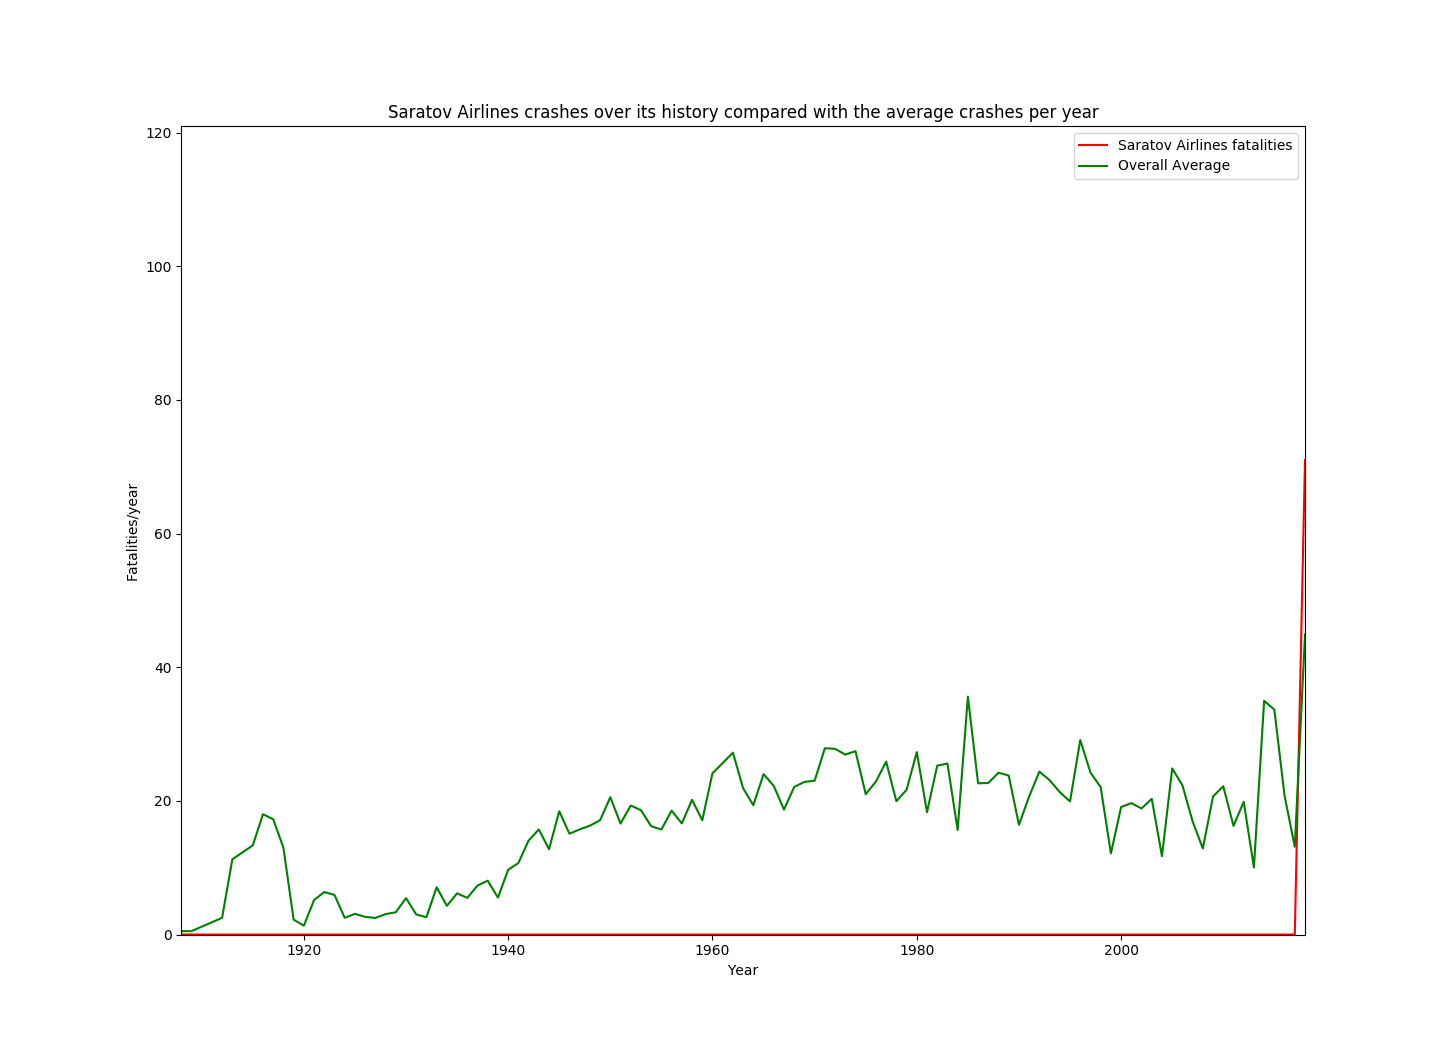 Saratov Airlines crashes over its history compared with the average crashes per year
120
Saratov Airlines fatalities
Overall Average
100
80
60
40
20
0
Fatalities/year
1920 1940 1960 1980 2000
Year